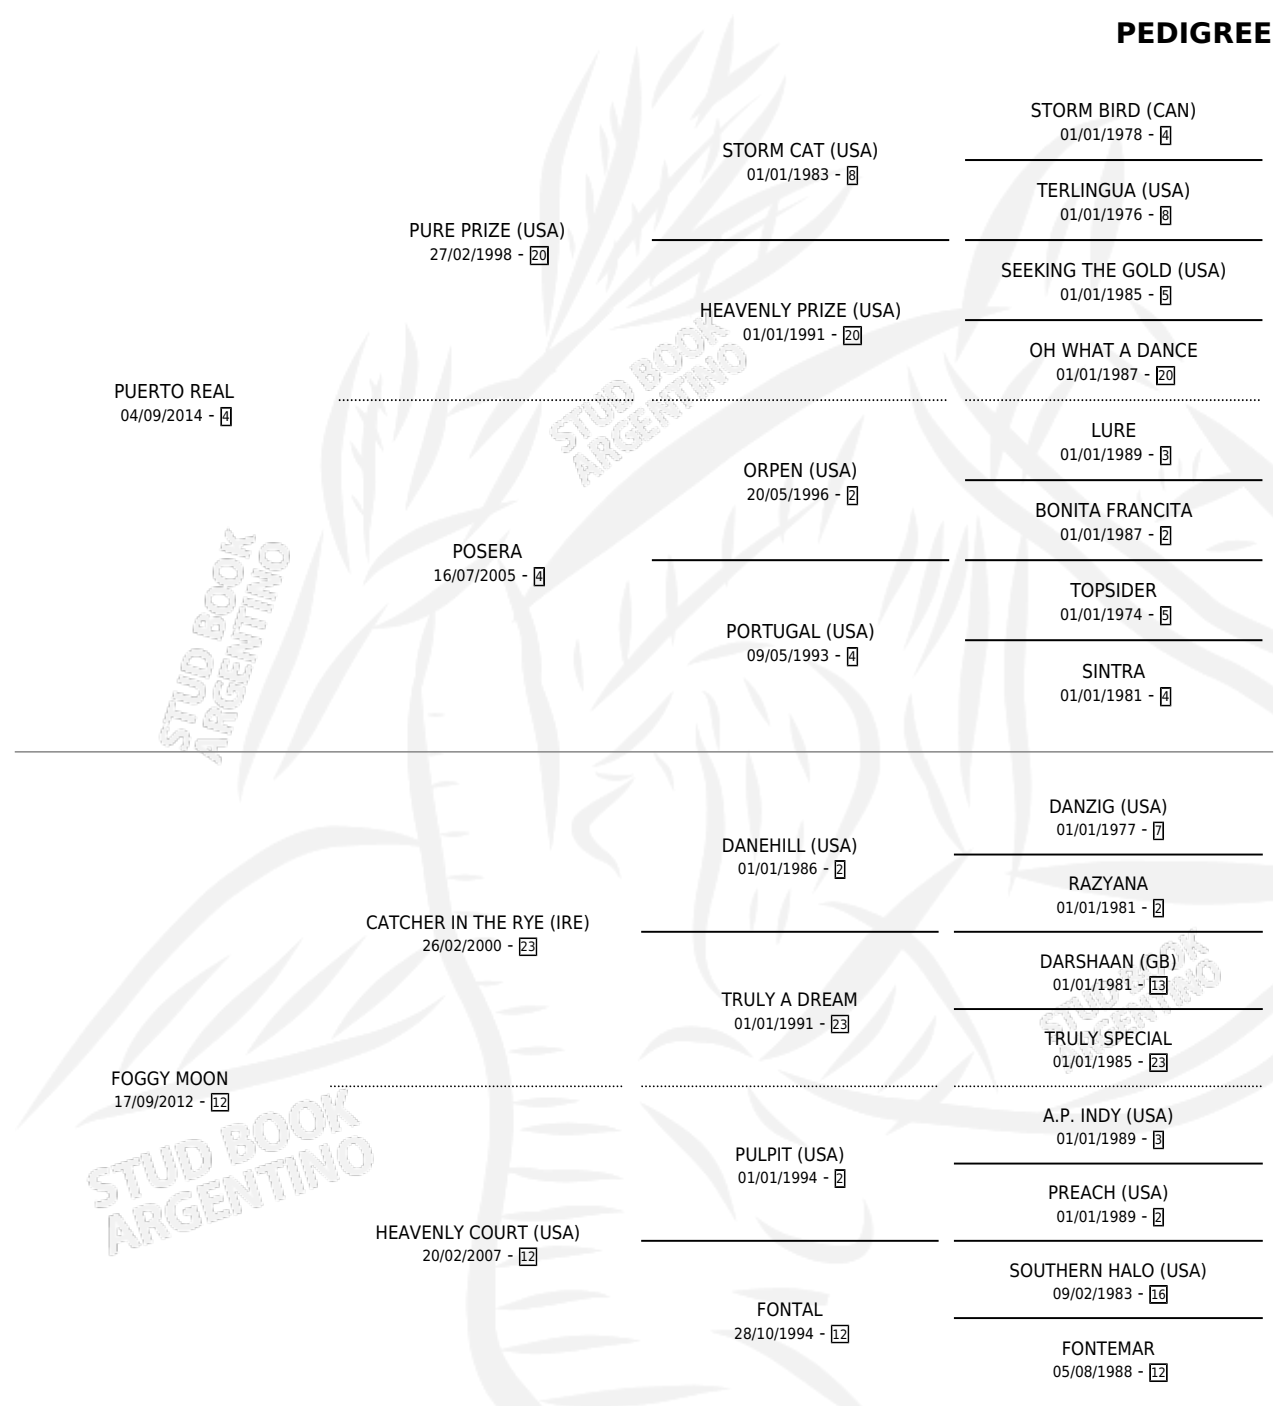 PEDIGREE
STORM BIRD (CAN)
01/01/1978 - 4
STORM CAT (USA)
01/01/1983 - 8
TERLINGUA (USA)
01/01/1976 - 8
PURE PRIZE (USA)
27/02/1998 - 20
SEEKING THE GOLD (USA)
01/01/1985 - 5
HEAVENLY PRIZE (USA)
01/01/1991 - 20
OH WHAT A DANCE
01/01/1987 - 20
PUERTO REAL
04/09/2014 - 4
LURE
01/01/1989 - 3
ORPEN (USA)
20/05/1996 - 2
BONITA FRANCITA
01/01/1987 - 2
POSERA
16/07/2005 - 4
TOPSIDER
01/01/1974 - 5
PORTUGAL (USA)
09/05/1993 - 4
SINTRA
01/01/1981 - 4
DANZIG (USA)
01/01/1977 - 7
DANEHILL (USA)
01/01/1986 - 2
RAZYANA
01/01/1981 - 2
CATCHER IN THE RYE (IRE)
26/02/2000 - 23
DARSHAAN (GB)
01/01/1981 - 13
TRULY A DREAM
01/01/1991 - 23
TRULY SPECIAL
01/01/1985 - 23
FOGGY MOON
17/09/2012 - 12
A.P. INDY (USA)
01/01/1989 - 3
PULPIT (USA)
01/01/1994 - 2
PREACH (USA)
01/01/1989 - 2
HEAVENLY COURT (USA)
20/02/2007 - 12
SOUTHERN HALO (USA)
09/02/1983 - 16
FONTAL
28/10/1994 - 12
FONTEMAR
05/08/1988 - 12
STUD BOOK
ARGENTINO
STUD BOOK
ARGENTINO
STUD BOOK
ARGENTINO
STUD BOOK
ARGENTINO